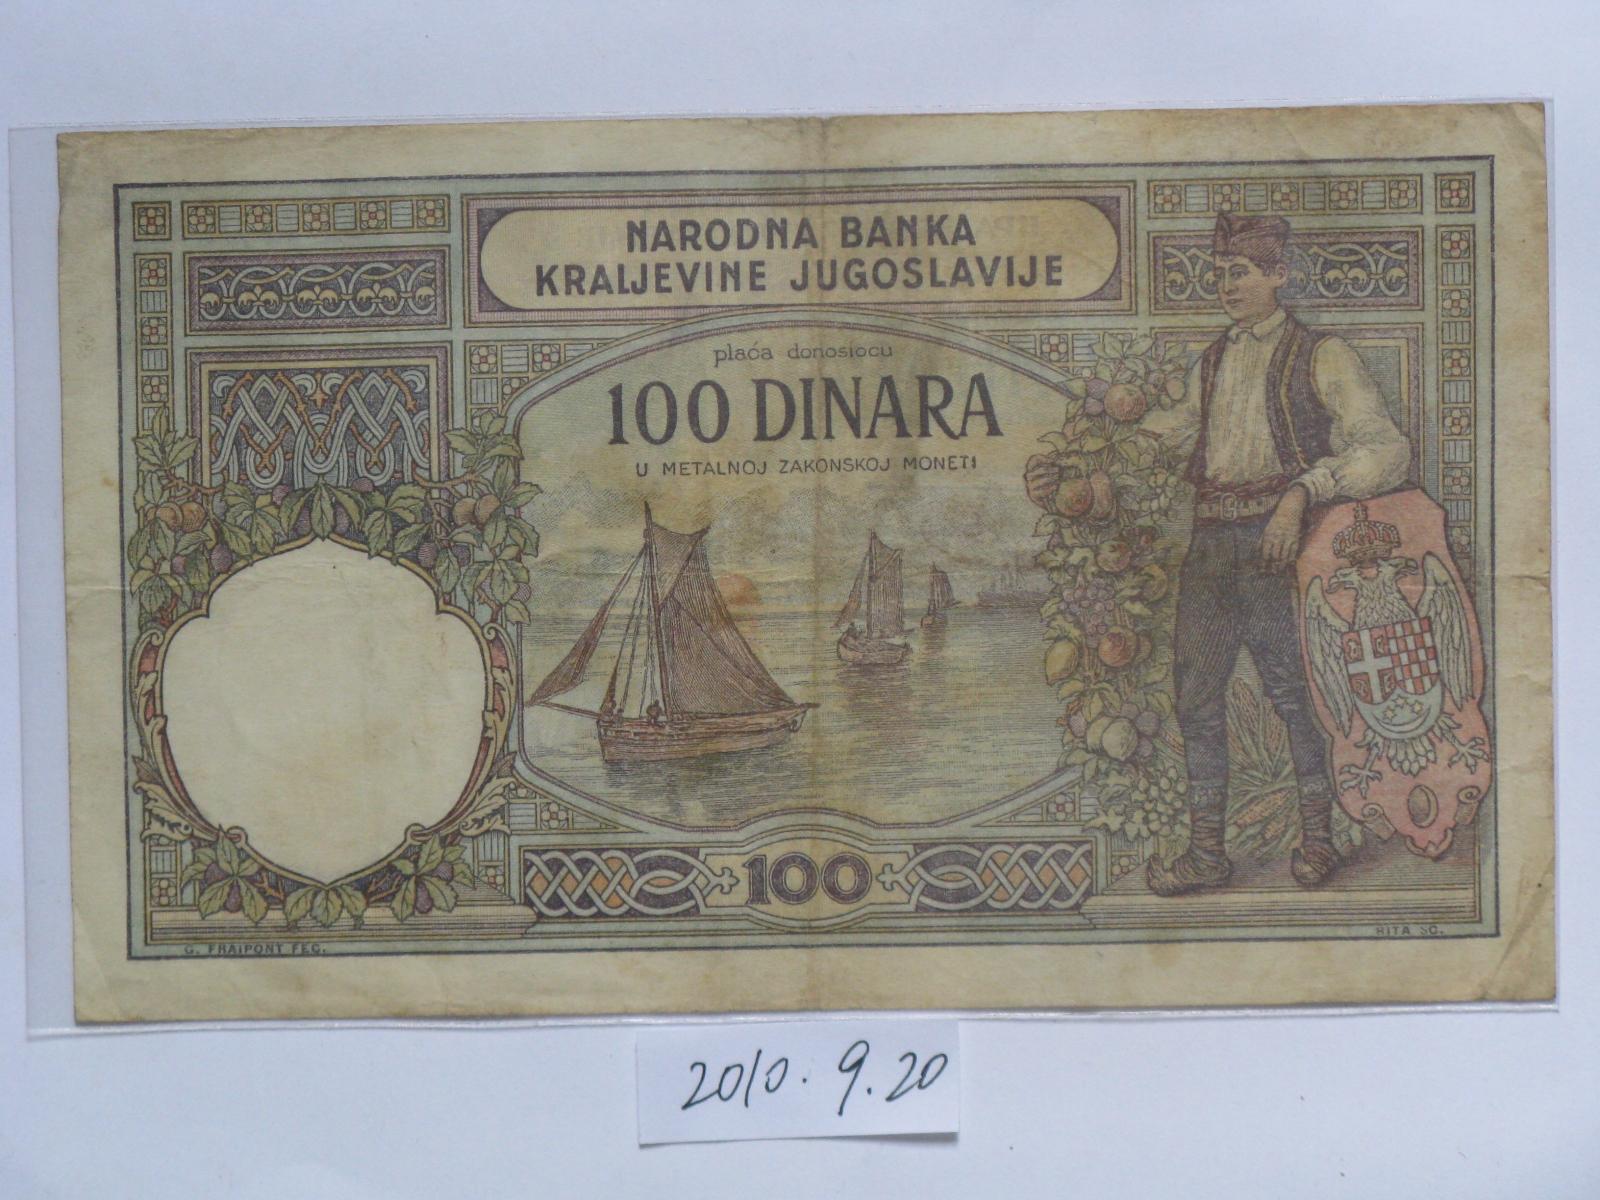 NARODNA BANKA
KRALJEVINE JUGOSLAVIJE
plaća donosiocu
100 DINARA
U METALNOJ ZAKONSKOJ MONETI
100
G. FRAIPONT FEC.
RITA SC.
2010.9.20